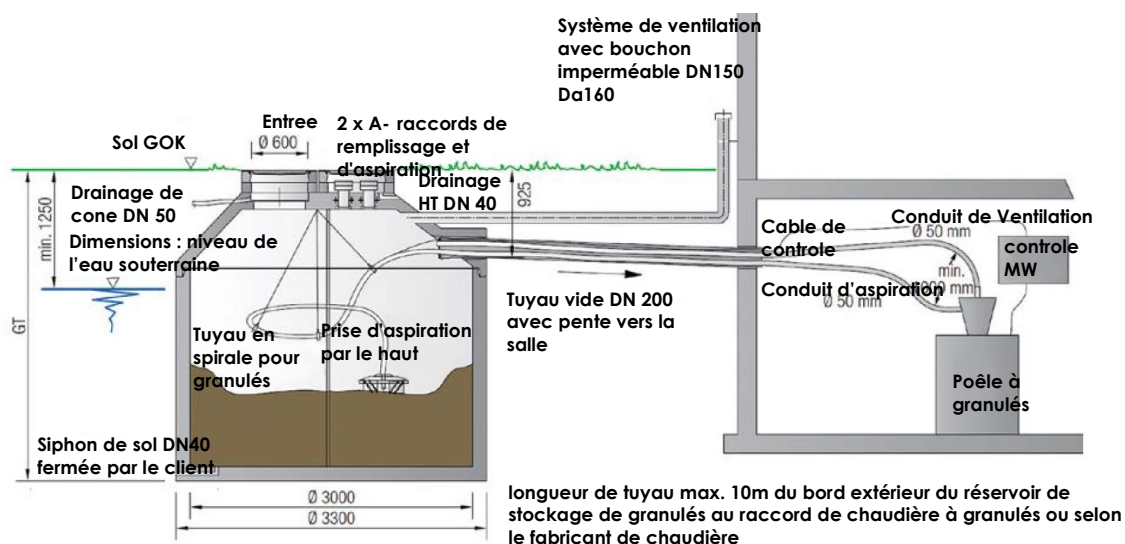 Système de ventilation
avec bouchon
imperméable DN150
Da160
Entree
Ø 600
2 x A- raccords de
remplissage et
d'aspiration
Sol GOK
Drainage de
cone DN 50
Drainage
HT DN 40
925
min. 1250
Dimensions : niveau de
l'eau souterraine
GT
Cable de
controle
Conduit de Ventilation
Ø 50 mm
controle
MW
min.
mm
Conduit d'aspiration
Ø 50 mm
Tuyau vide DN 200
avec pente vers la
salle
Tuyau en
spirale pour
granulés
Prise d'aspiration
par le haut
Poêle à
granulés
Siphon de sol DN40
fermée par le client
Ø 3000
Ø 3300
longueur de tuyau max. 10m du bord extérieur du réservoir de
stockage de granulés au raccord de chaudière à granulés ou selon
le fabricant de chaudière